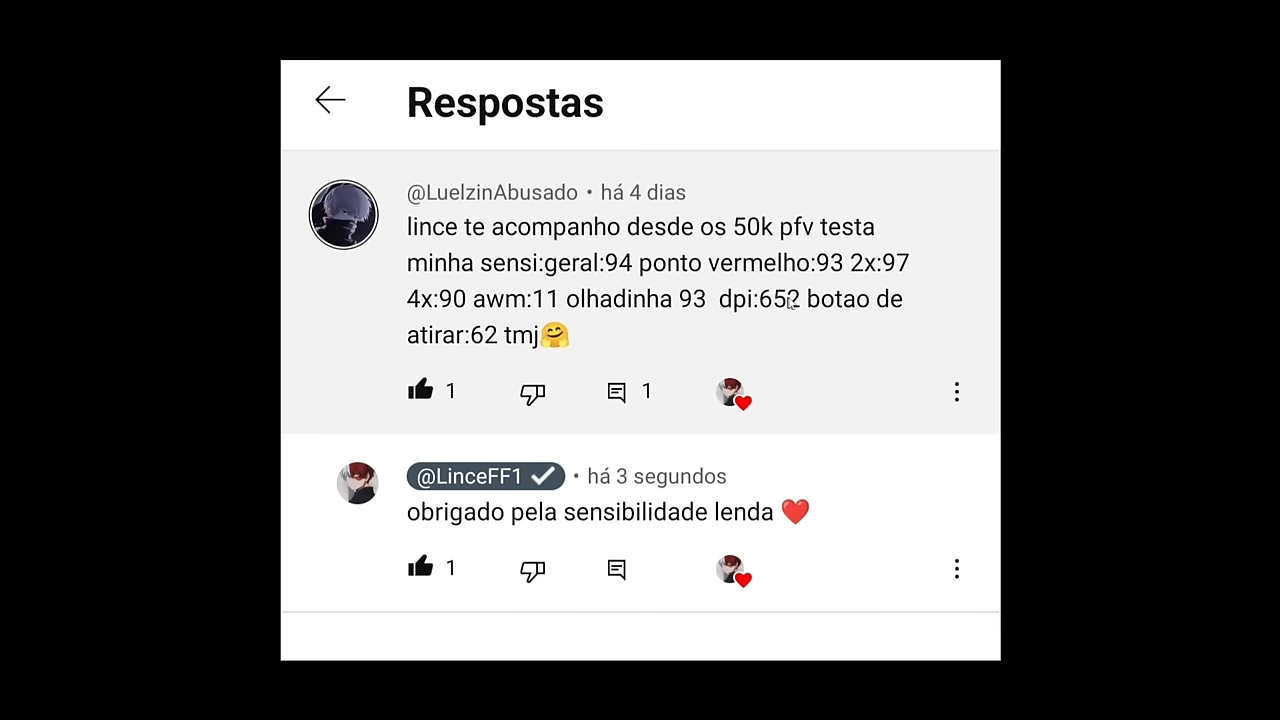 Respostas
@LuelzinAbusado • há 4 dias
lince te acompanho desde os 50k pfv testa
minha sensi:geral:94 ponto vermelho:93 2x:97
4x:90 awm:11 olhadinha 93 dpi:652 botao de
atirar:62 tmj🤗
1 1
@LinceFF1 • há 3 segundos
obrigado pela sensibilidade lenda ❤️
1